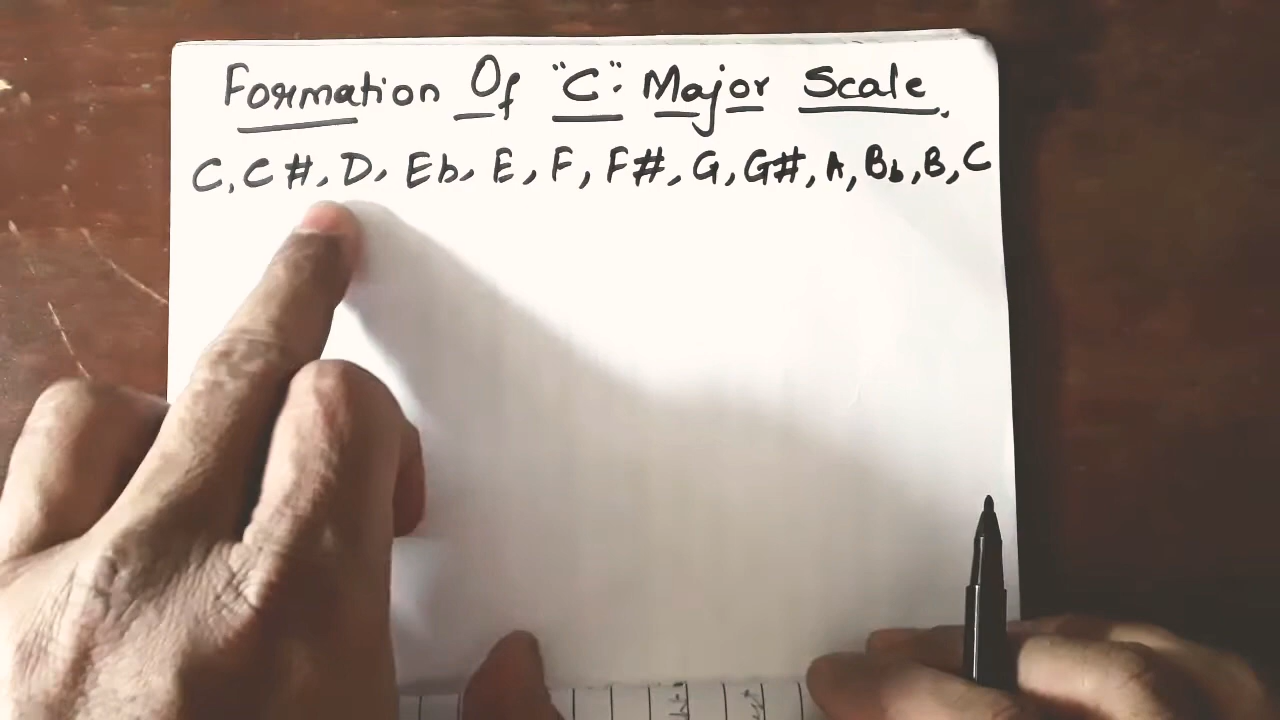 Formation Of "C" Major Scale.
C, C#, D, Eb, E, F, F#, G, G#, A, Bb, B, C